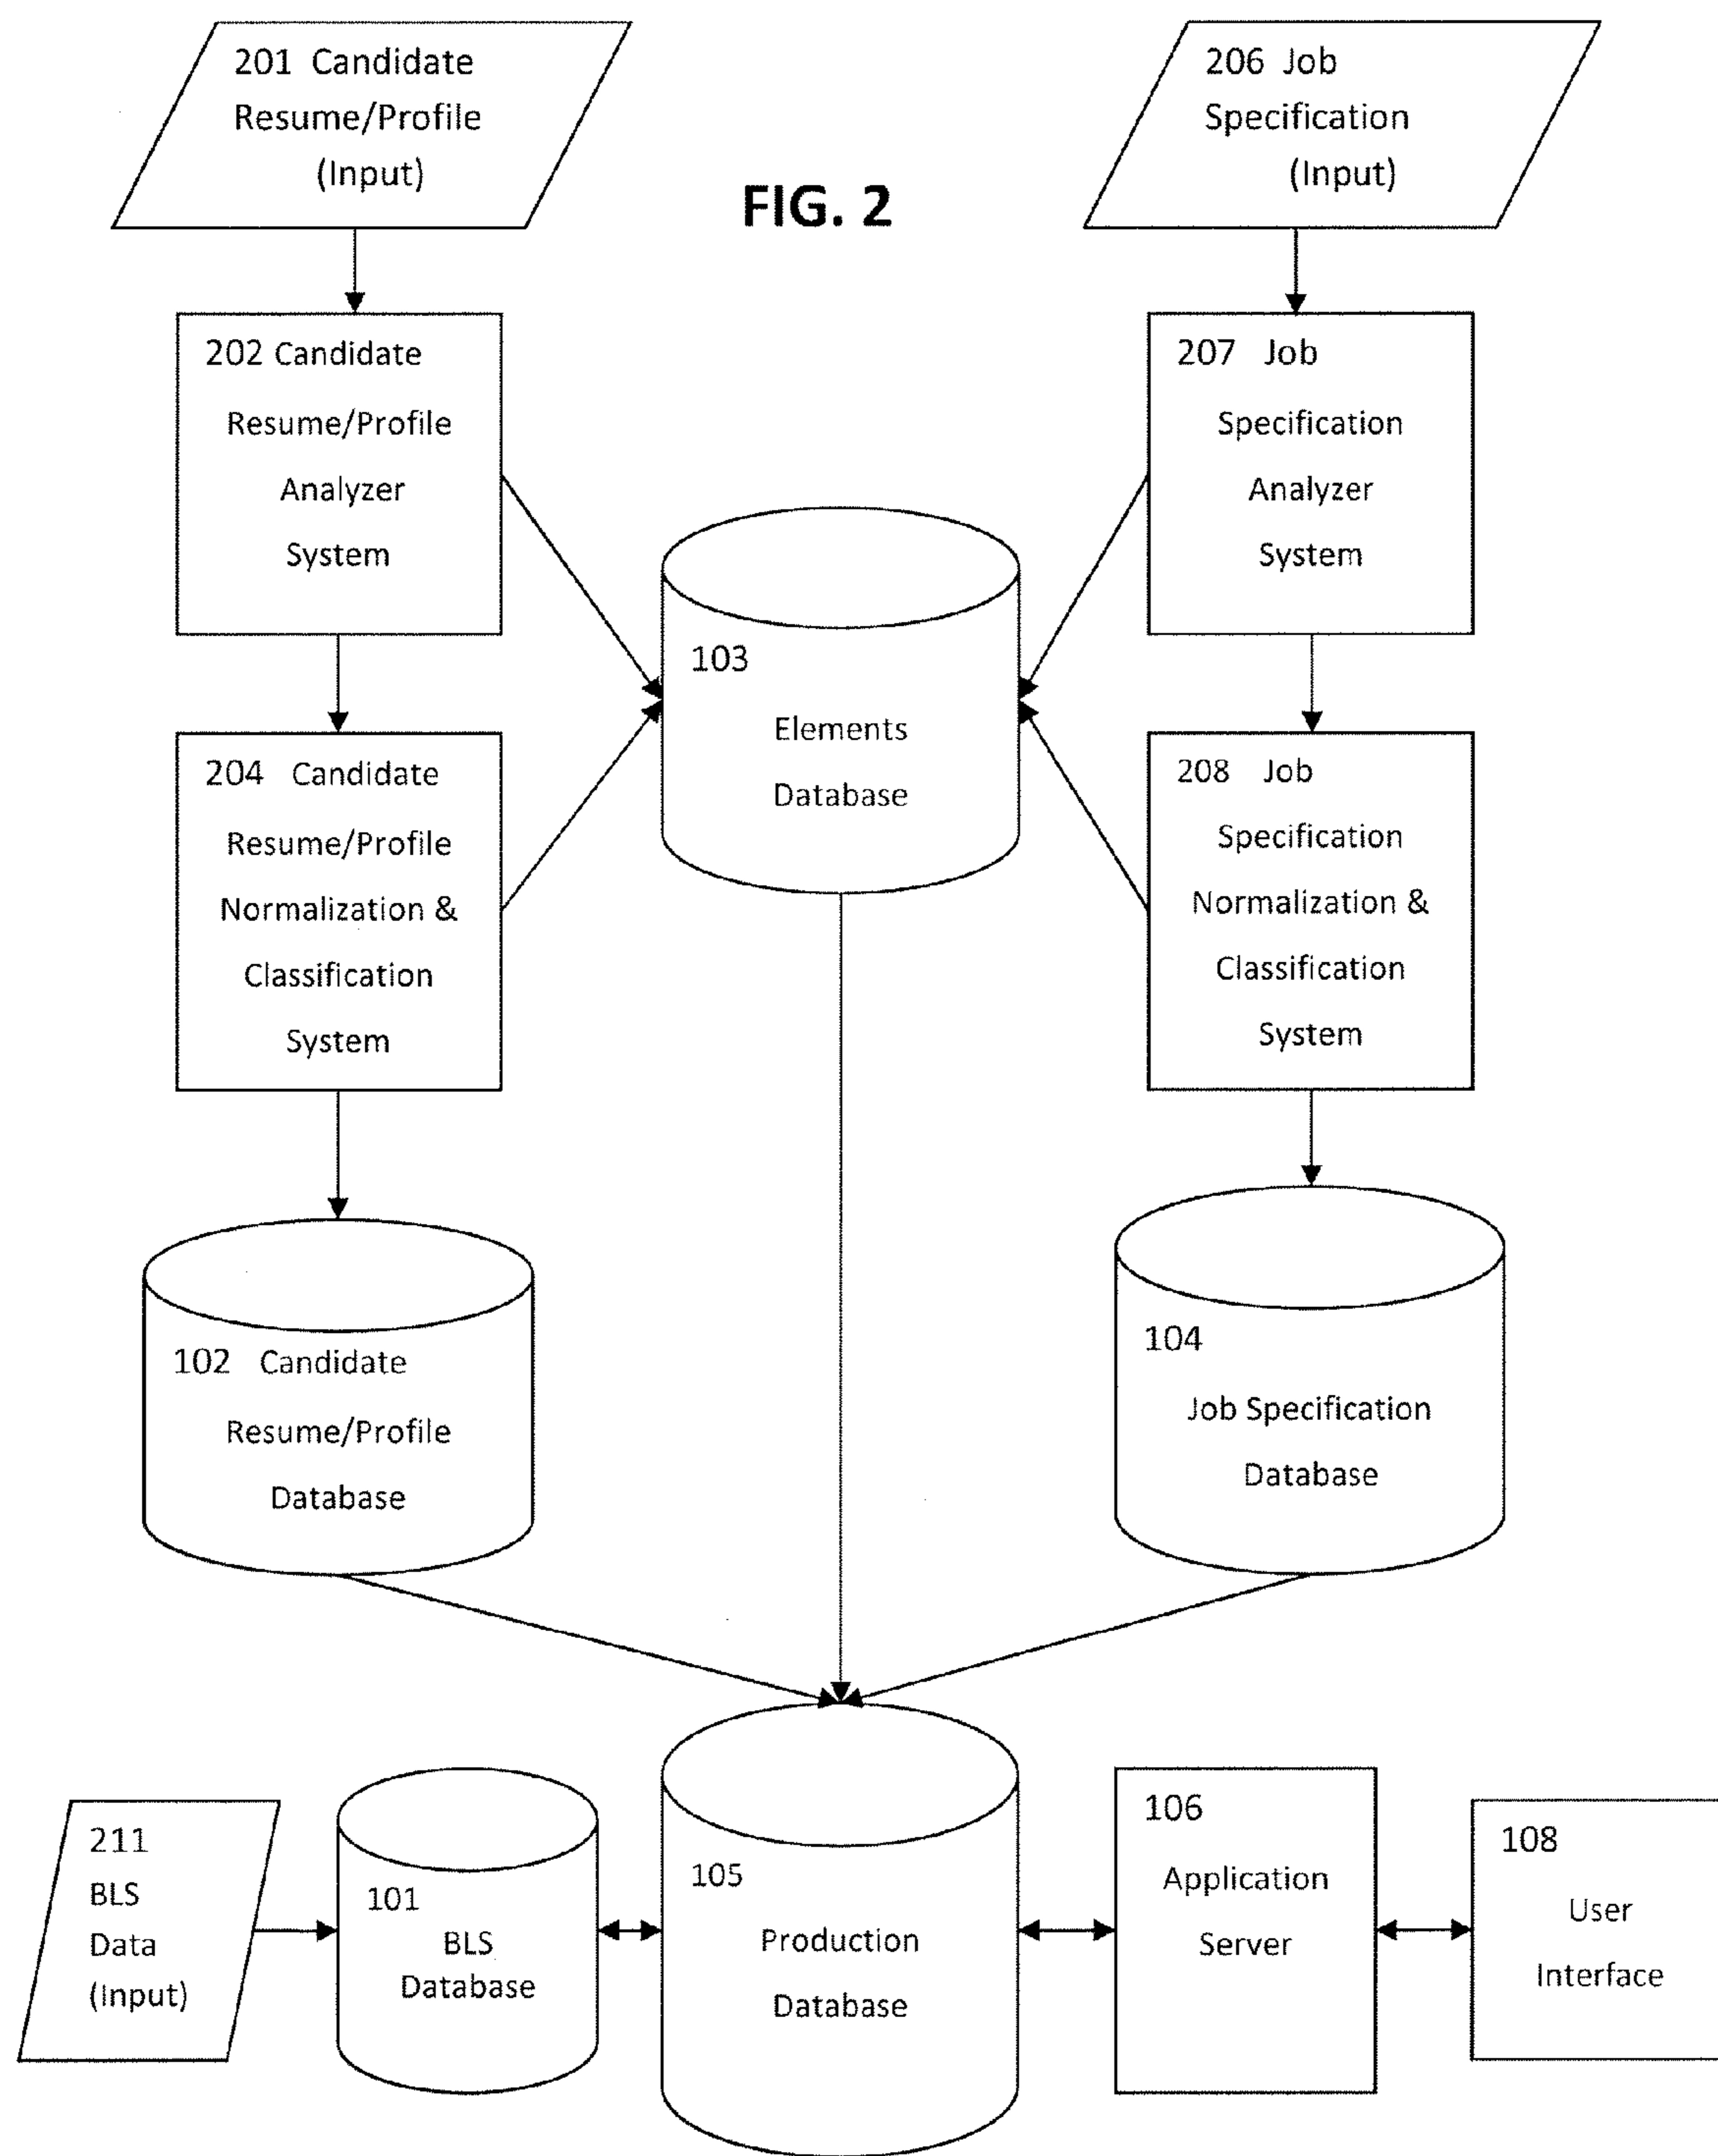 201 Candidate
Resume/Profile
(Input)
206 Job
Specification
(Input)
FIG. 2
202 Candidate
Resume/Profile
Analyzer
System
207 Job
Specification
Analyzer
System
103
Elements
Database
204 Candidate
Resume/Profile
Normalization &
Classification
System
208 Job
Specification
Normalization &
Classification
System
102 Candidate
Resume/Profile
Database
104
Job Specification
Database
211
BLS
Data
(Input)
101
BLS
Database
105
Production
Database
106
Application
Server
108
User
Interface